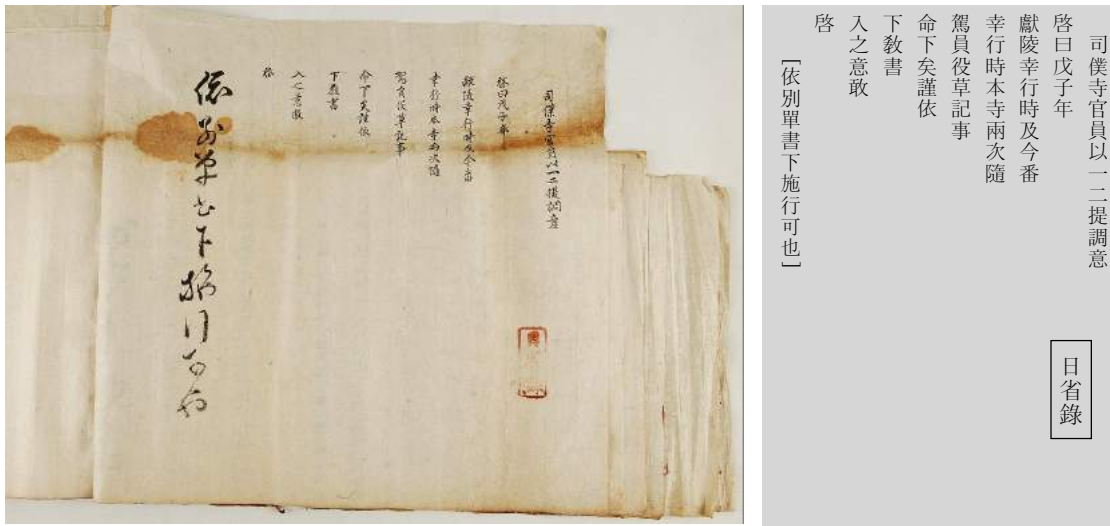 司僕寺官員以一二提調意
啓曰戊子年
獻陵幸行時及今番
幸行時本寺兩次隨
駕員役草記事
命下矣謹依
下教書
入之意敢
啓
依別單書下施行可也
司僕寺官員以一二提調意
啓曰戊子年
獻陵幸行時及今番
幸行時本寺兩次隨
駕員役草記事
命下矣謹依
下敎書
入之意敢
啓
[依別單書下施行可也]
日省錄